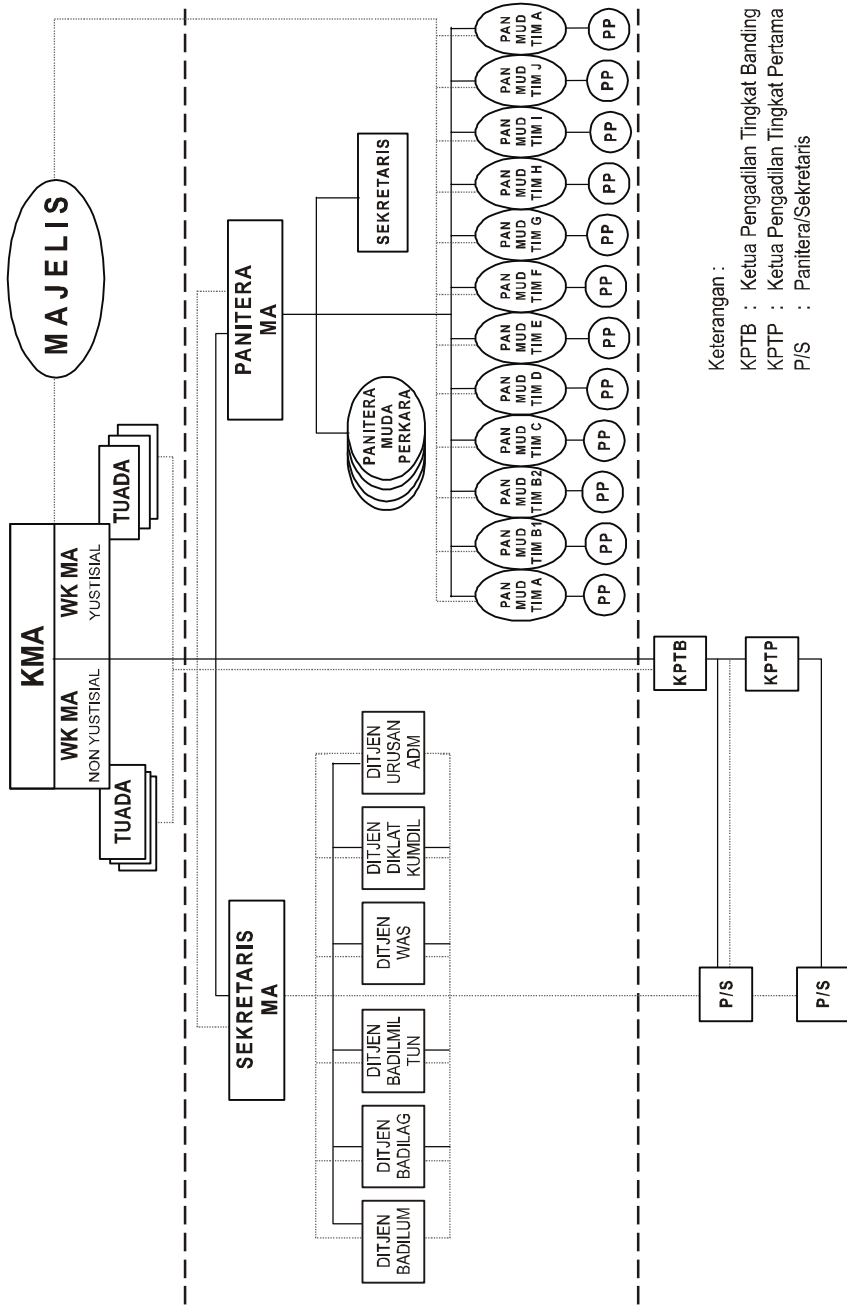 KMA
WK MA
NON YUSTISIAL
WK MA
YUSTISIAL
TUADA
TUADA
MAJELIS
SEKRETARIS
MA
PANITERA
MA
DITJEN
BADILUM
DITJEN
BADILAG
DITJEN
BADILMIL
TUN
DITJEN
WAS
DITJEN
DIKLAT
KUMDIL
DITJEN
URUSAN
ADM
PANITERA
MUDA
PERKARA
SEKRETARIS
PAN
MUD
TIM A
PAN
MUD
TIM B1
PAN
MUD
TIM B2
PAN
MUD
TIM C
PAN
MUD
TIM D
PAN
MUD
TIM E
PAN
MUD
TIM F
PAN
MUD
TIM G
PAN
MUD
TIM H
PAN
MUD
TIM I
PAN
MUD
TIM J
PAN
MUD
TIM A
PP
PP
PP
PP
PP
PP
PP
PP
PP
PP
PP
PP
KPTB
P/S
KPTP
P/S
Keterangan :
KPTB : Ketua Pengadilan Tingkat Banding
KPTP : Ketua Pengadilan Tingkat Pertama
P/S : Panitera/Sekretaris